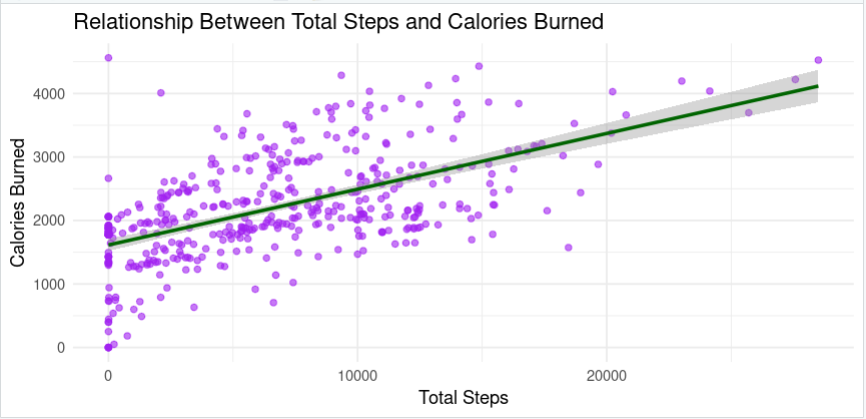 Relationship Between Total Steps and Calories Burned
4000
3000
2000
1000
0
Calories Burned
0 10000 20000
Total Steps